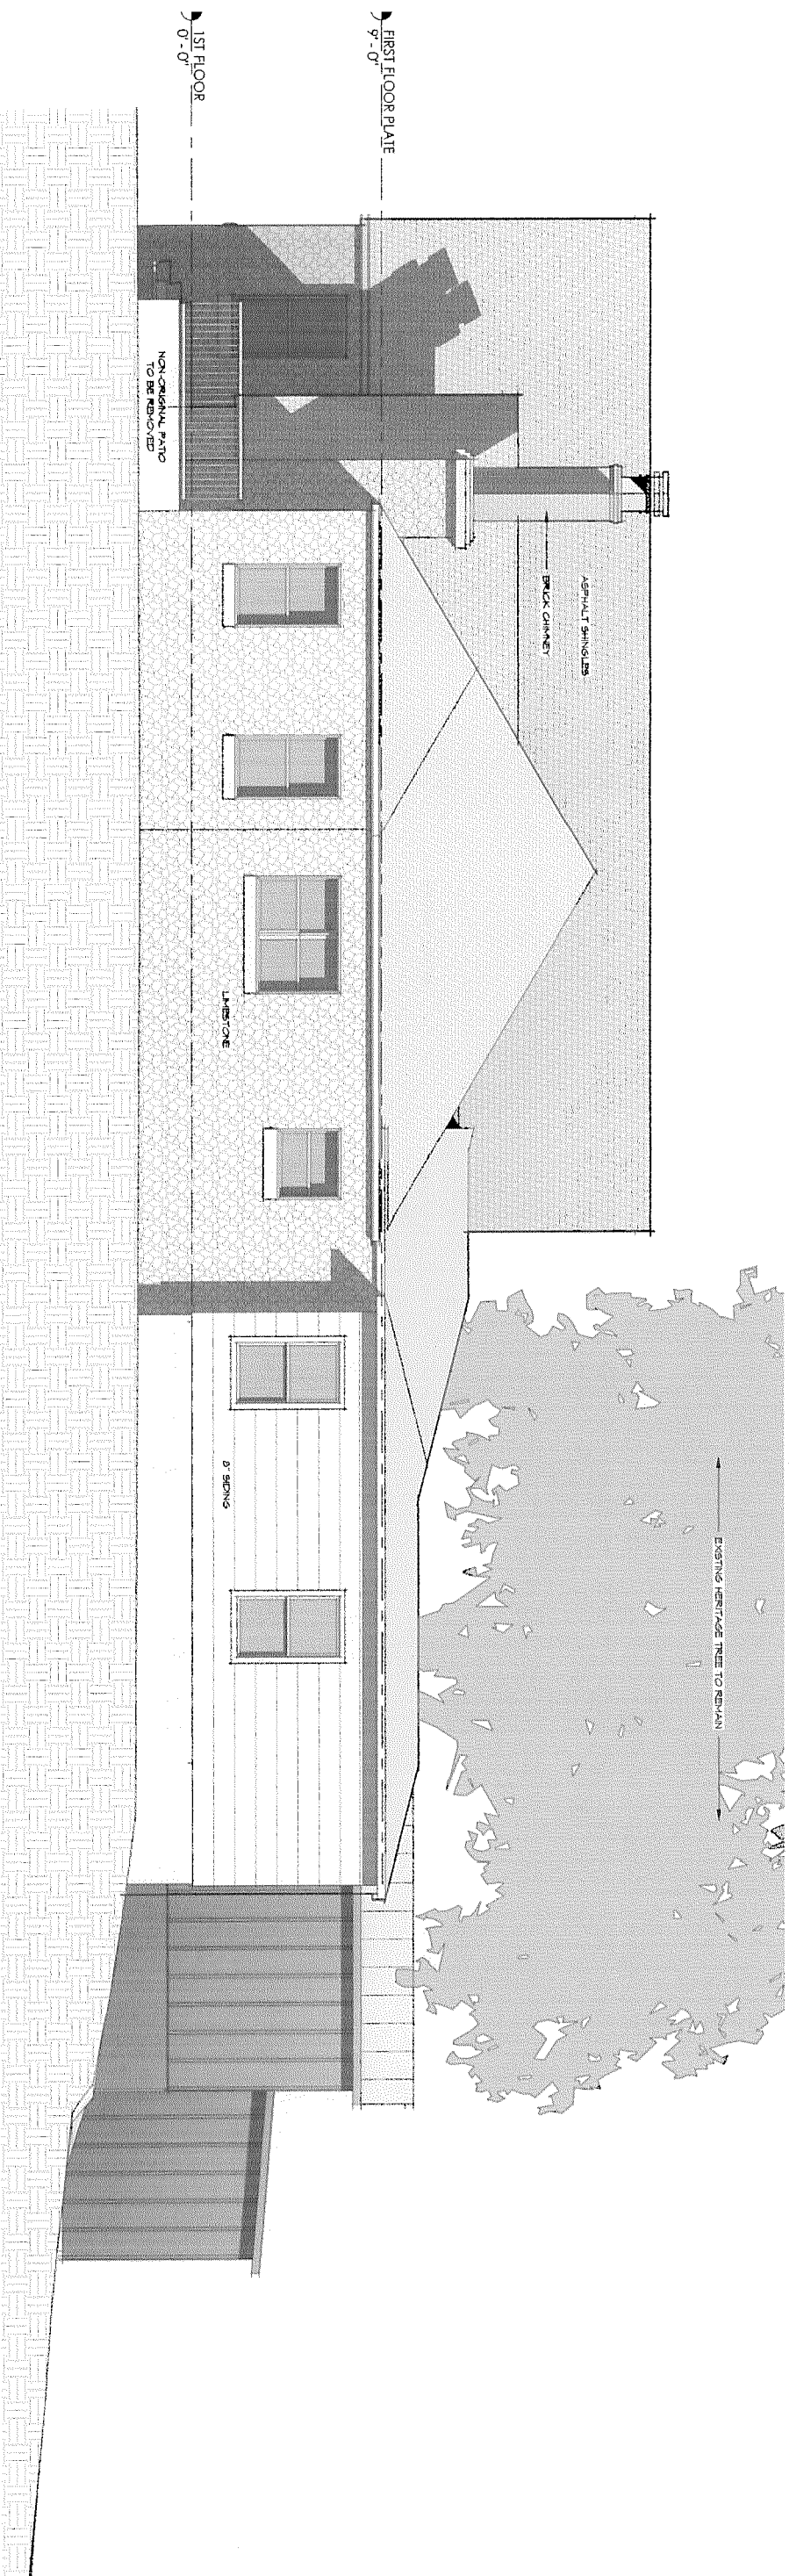 EXISTING HERITAGE TREE TO REMAIN
ASPHALT SHINGLES
BRICK CHIMNEY
FIRST FLOOR PLATE
9' - 0"
LIMESTONE
8" SIDING
1ST FLOOR
0' - 0"
NON-ORIGINAL PATIO
TO BE REMOVED